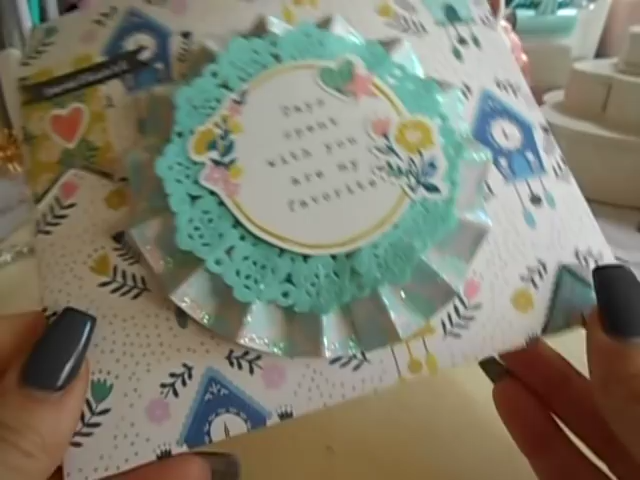 Days
spent
with you
are my
favorite